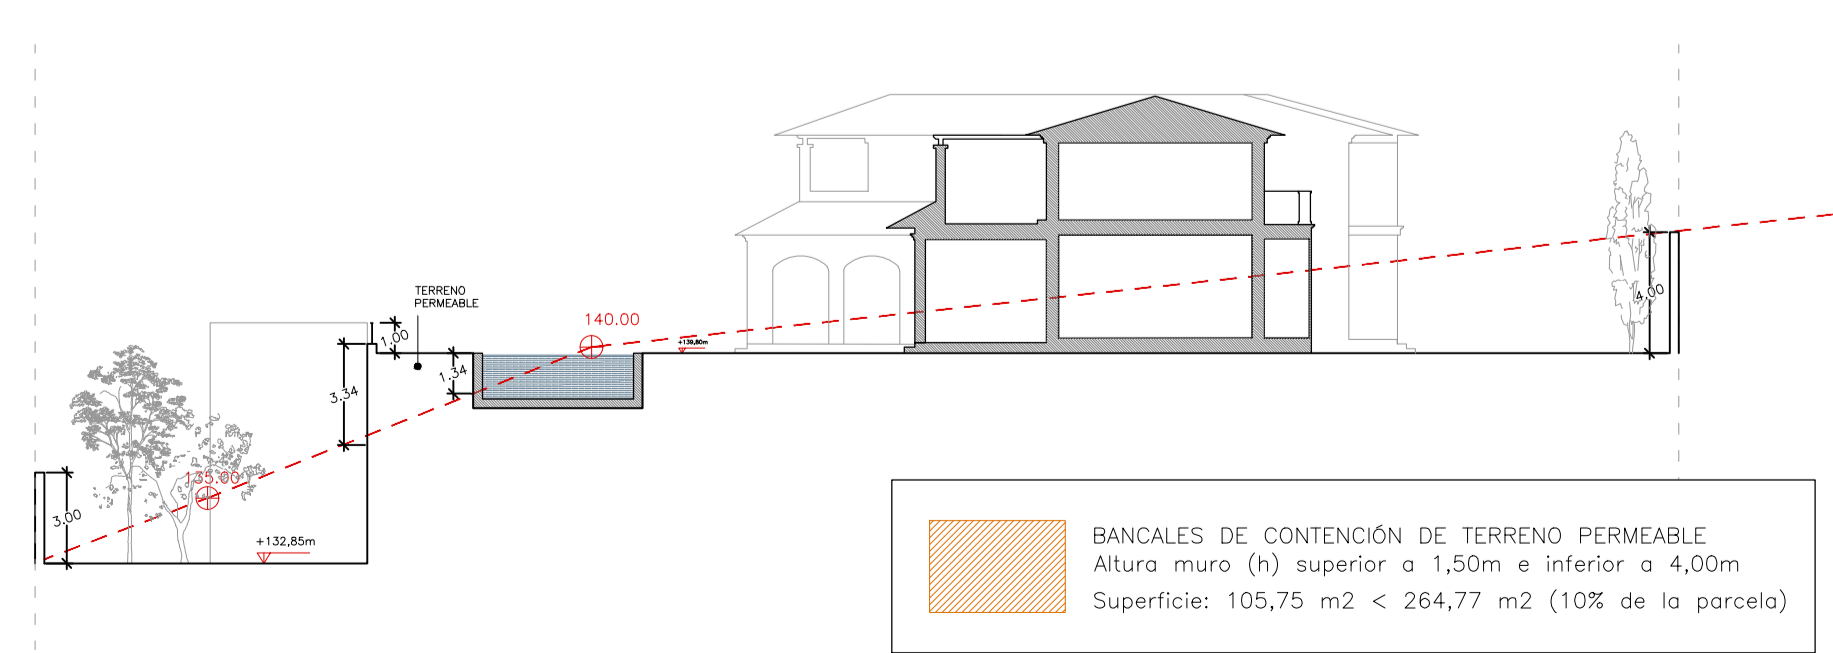 TERRENO
PERMEABLE
140.00
+139,80m
1.00
1.34
3.34
4.00
135.00
3.00
+132,85m
BANCALES DE CONTENCIÓN DE TERRENO PERMEABLE
Altura muro (h) superior a 1,50m e inferior a 4,00m
Superficie: 105,75 m2 < 264,77 m2 (10% de la parcela)